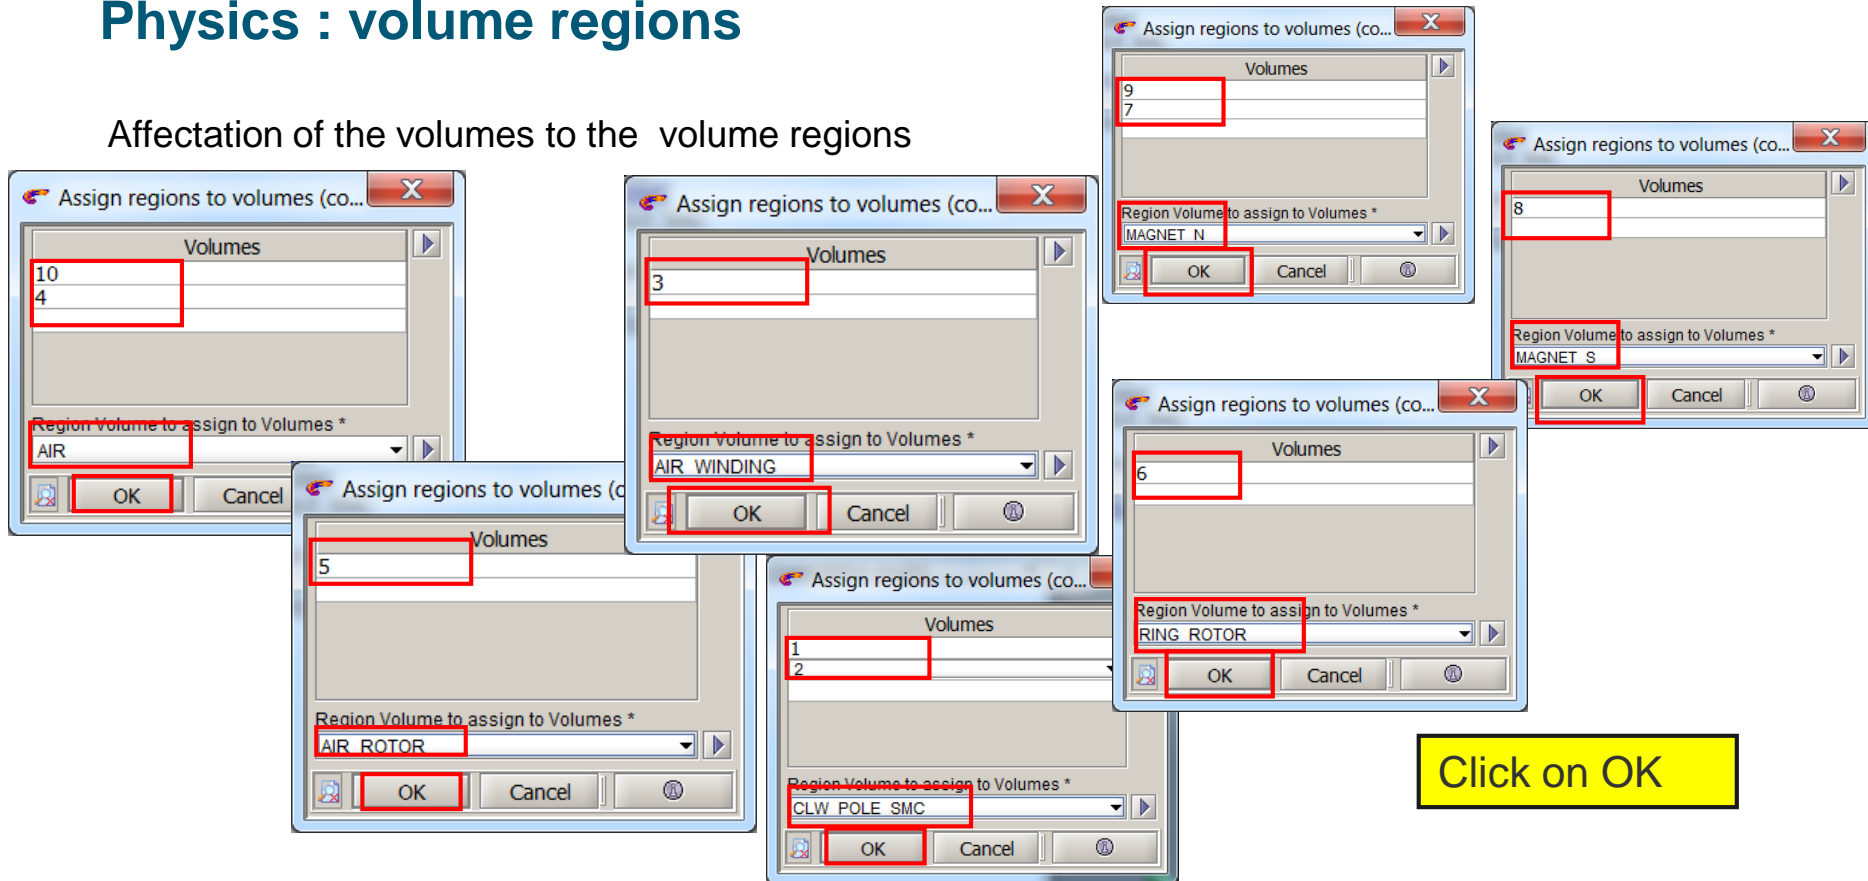 Physics : volume regions
Affectation of the volumes to the volume regions
Assign regions to volumes (co...
Volumes
10
4
Region Volume to assign to Volumes *
AIR
OK Cancel
Assign regions to volumes (c
Volumes
5
Region Volume to assign to Volumes *
AIR_ROTOR
OK Cancel
Assign regions to volumes (co...
Volumes
3
Region Volume to assign to Volumes *
AIR_WINDING
OK Cancel
Assign regions to volumes (co...
Volumes
1
2
Region Volume to assign to Volumes *
CLW_POLE_SMC
OK Cancel
Assign regions to volumes (co...
Volumes
9
7
Region Volume to assign to Volumes *
MAGNET_N
OK Cancel
Assign regions to volumes (co...
Volumes
8
Region Volume to assign to Volumes *
MAGNET_S
OK Cancel
Assign regions to volumes (co...
Volumes
6
Region Volume to assign to Volumes *
RING_ROTOR
OK Cancel
Click on OK